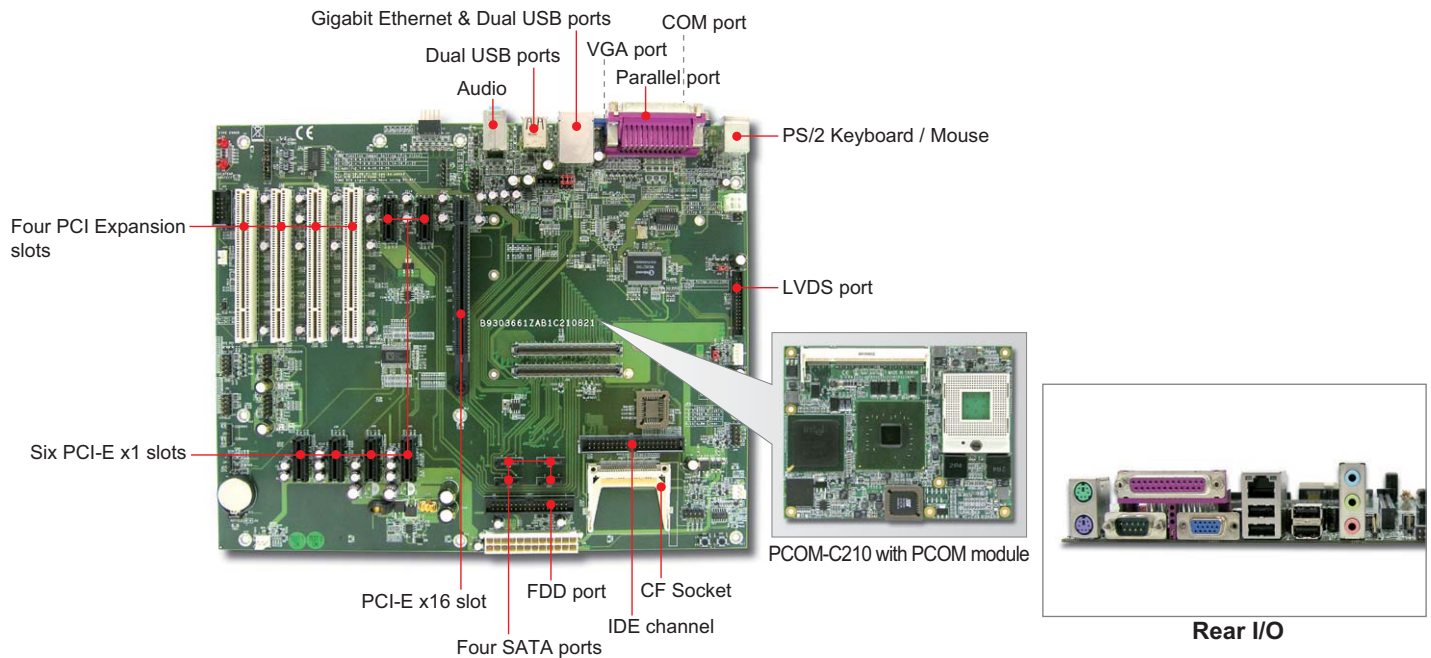 Gigabit Ethernet & Dual USB ports
COM port
Dual USB ports
VGA port
Audio
Parallel port
PS/2 Keyboard / Mouse
Four PCI Expansion
slots
LVDS port
B9303661ZAB1C210821
Six PCI-E x1 slots
PCOM-C210 with PCOM module
PCI-E x16 slot
FDD port
CF Socket
IDE channel
Four SATA ports
Rear I/O
CE
intel